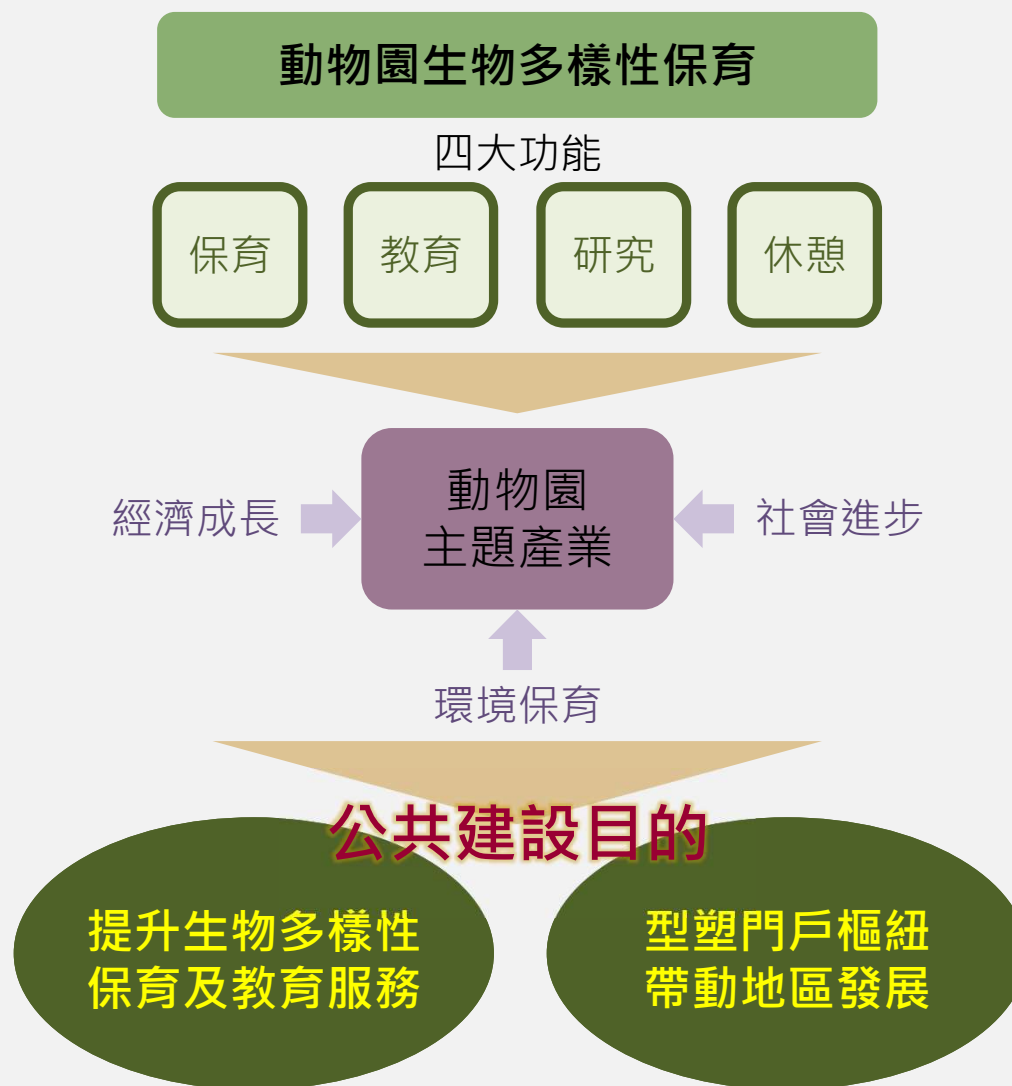 動物園生物多樣性保育
四大功能
保育
教育
研究
休憩
動物園
主題產業
經濟成長
社會進步
環境保育
公共建設目的
提升生物多樣性
保育及教育服務
型塑門戶樞紐
帶動地區發展